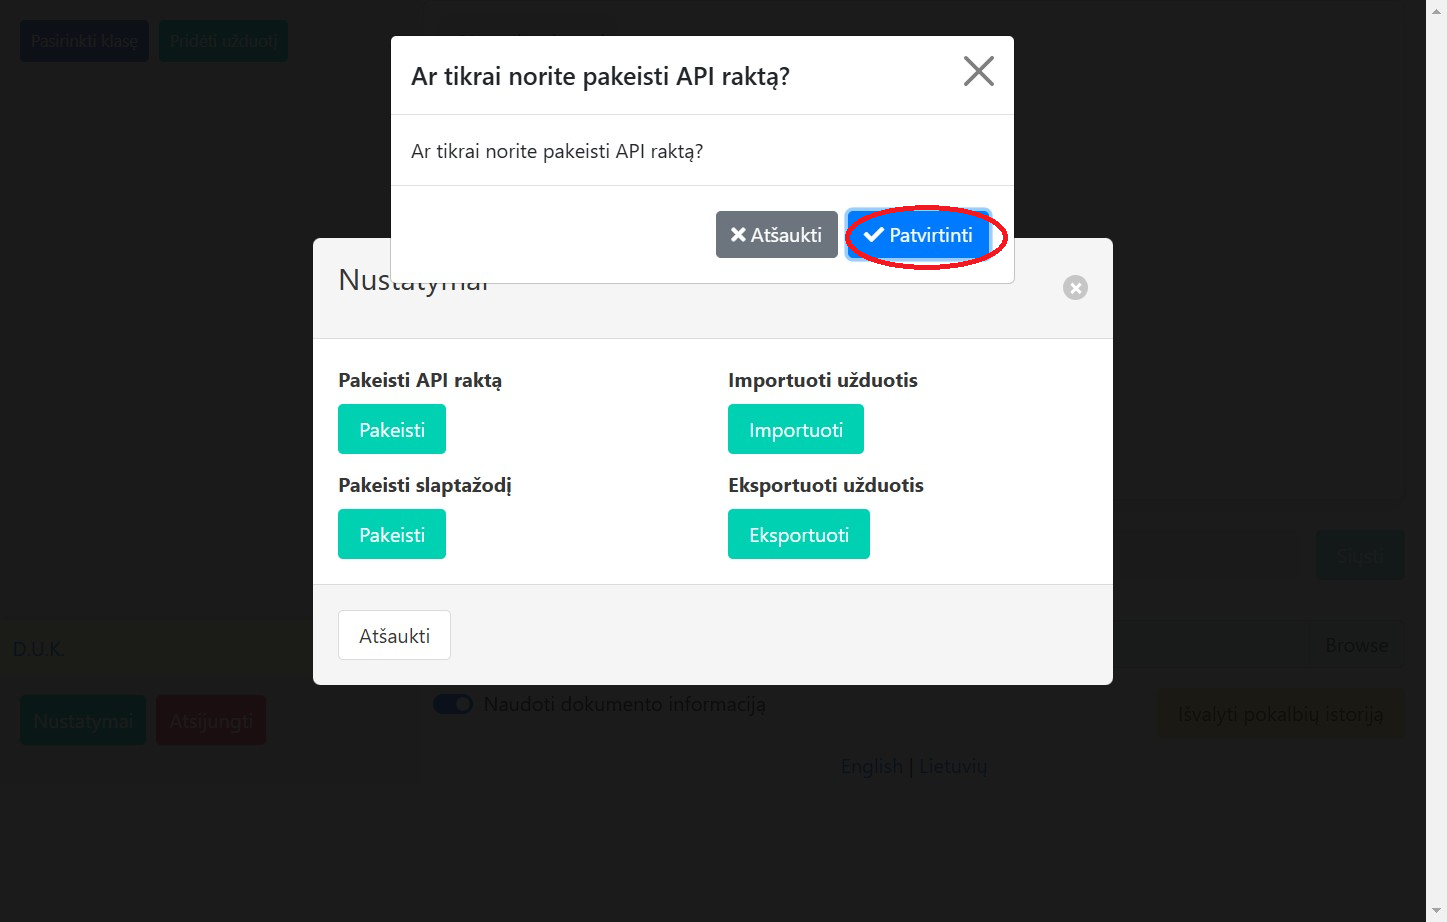 Pasirinkti klasę Pridėti užduotį
Ar tikrai norite pakeisti API raktą?
Ar tikrai norite pakeisti API raktą?
Atšaukti Patvirtinti
Nustatymai
Pakeisti API raktą Importuoti užduotis
Pakeisti Importuoti
Pakeisti slaptažodį Eksportuoti užduotis
Pakeisti Eksportuoti
Siųsti
Atšaukti
D.U.K. Browse
Nustatymai Atsijungti Naudoti dokumento informaciją Išvalyti pokalbių istoriją
English | Lietuvių